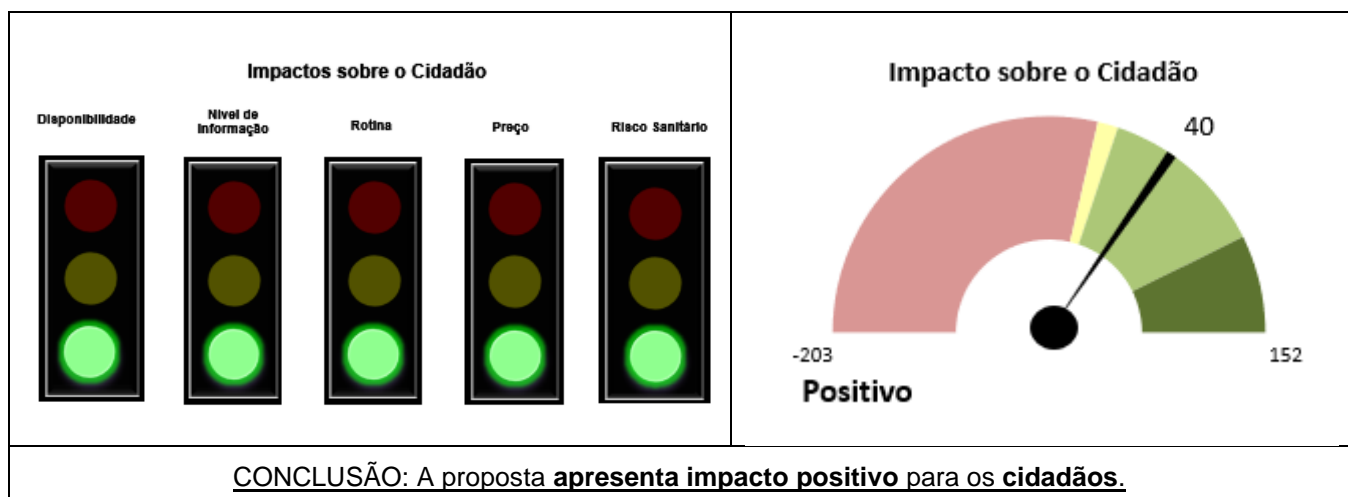 Impactos sobre o Cidadão
Disponibilidade
Nivel de
Informação
Rotina
Preço
Risco Sanitário
Impacto sobre o Cidadão
40
-203
152
Positivo
CONCLUSÃO: A proposta apresenta impacto positivo para os cidadãos.